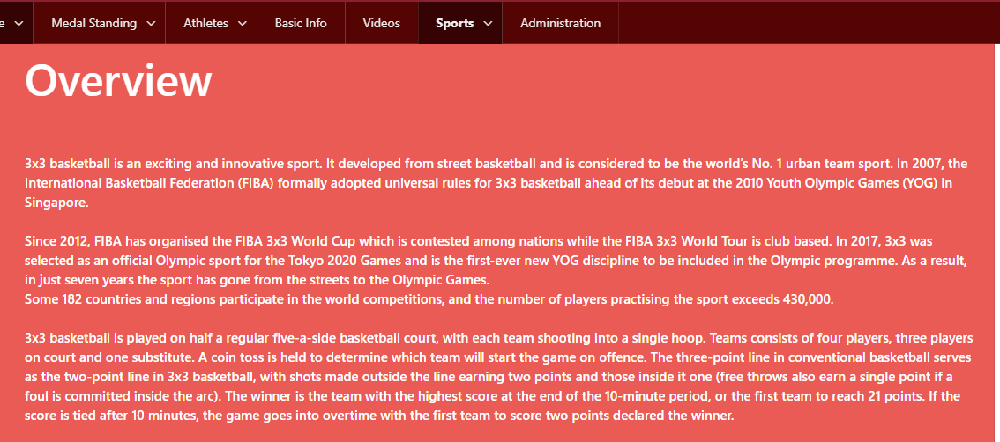 e
Medal Standing
Athletes
Basic Info
Videos
Sports
Administration
Overview
3x3 basketball is an exciting and innovative sport. It developed from street basketball and is considered to be the world's No. 1 urban team sport. In 2007, the
International Basketball Federation (FIBA) formally adopted universal rules for 3x3 basketball ahead of its debut at the 2010 Youth Olympic Games (YOG) in
Singapore.
Since 2012, FIBA has organised the FIBA 3x3 World Cup which is contested among nations while the FIBA 3x3 World Tour is club based. In 2017, 3x3 was
selected as an official Olympic sport for the Tokyo 2020 Games and is the first-ever new YOG discipline to be included in the Olympic programme. As a result,
in just seven years the sport has gone from the streets to the Olympic Games.
Some 182 countries and regions participate in the world competitions, and the number of players practising the sport exceeds 430,000.
3x3 basketball is played on half a regular five-a-side basketball court, with each team shooting into a single hoop. Teams consists of four players, three players
on court and one substitute. A coin toss is held to determine which team will start the game on offence. The three-point line in conventional basketball serves
as the two-point line in 3x3 basketball, with shots made outside the line earning two points and those inside it one (free throws also earn a single point if a
foul is committed inside the arc). The winner is the team with the highest score at the end of the 10-minute period, or the first team to reach 21 points. If the
score is tied after 10 minutes, the game goes into overtime with the first team to score two points declared the winner.